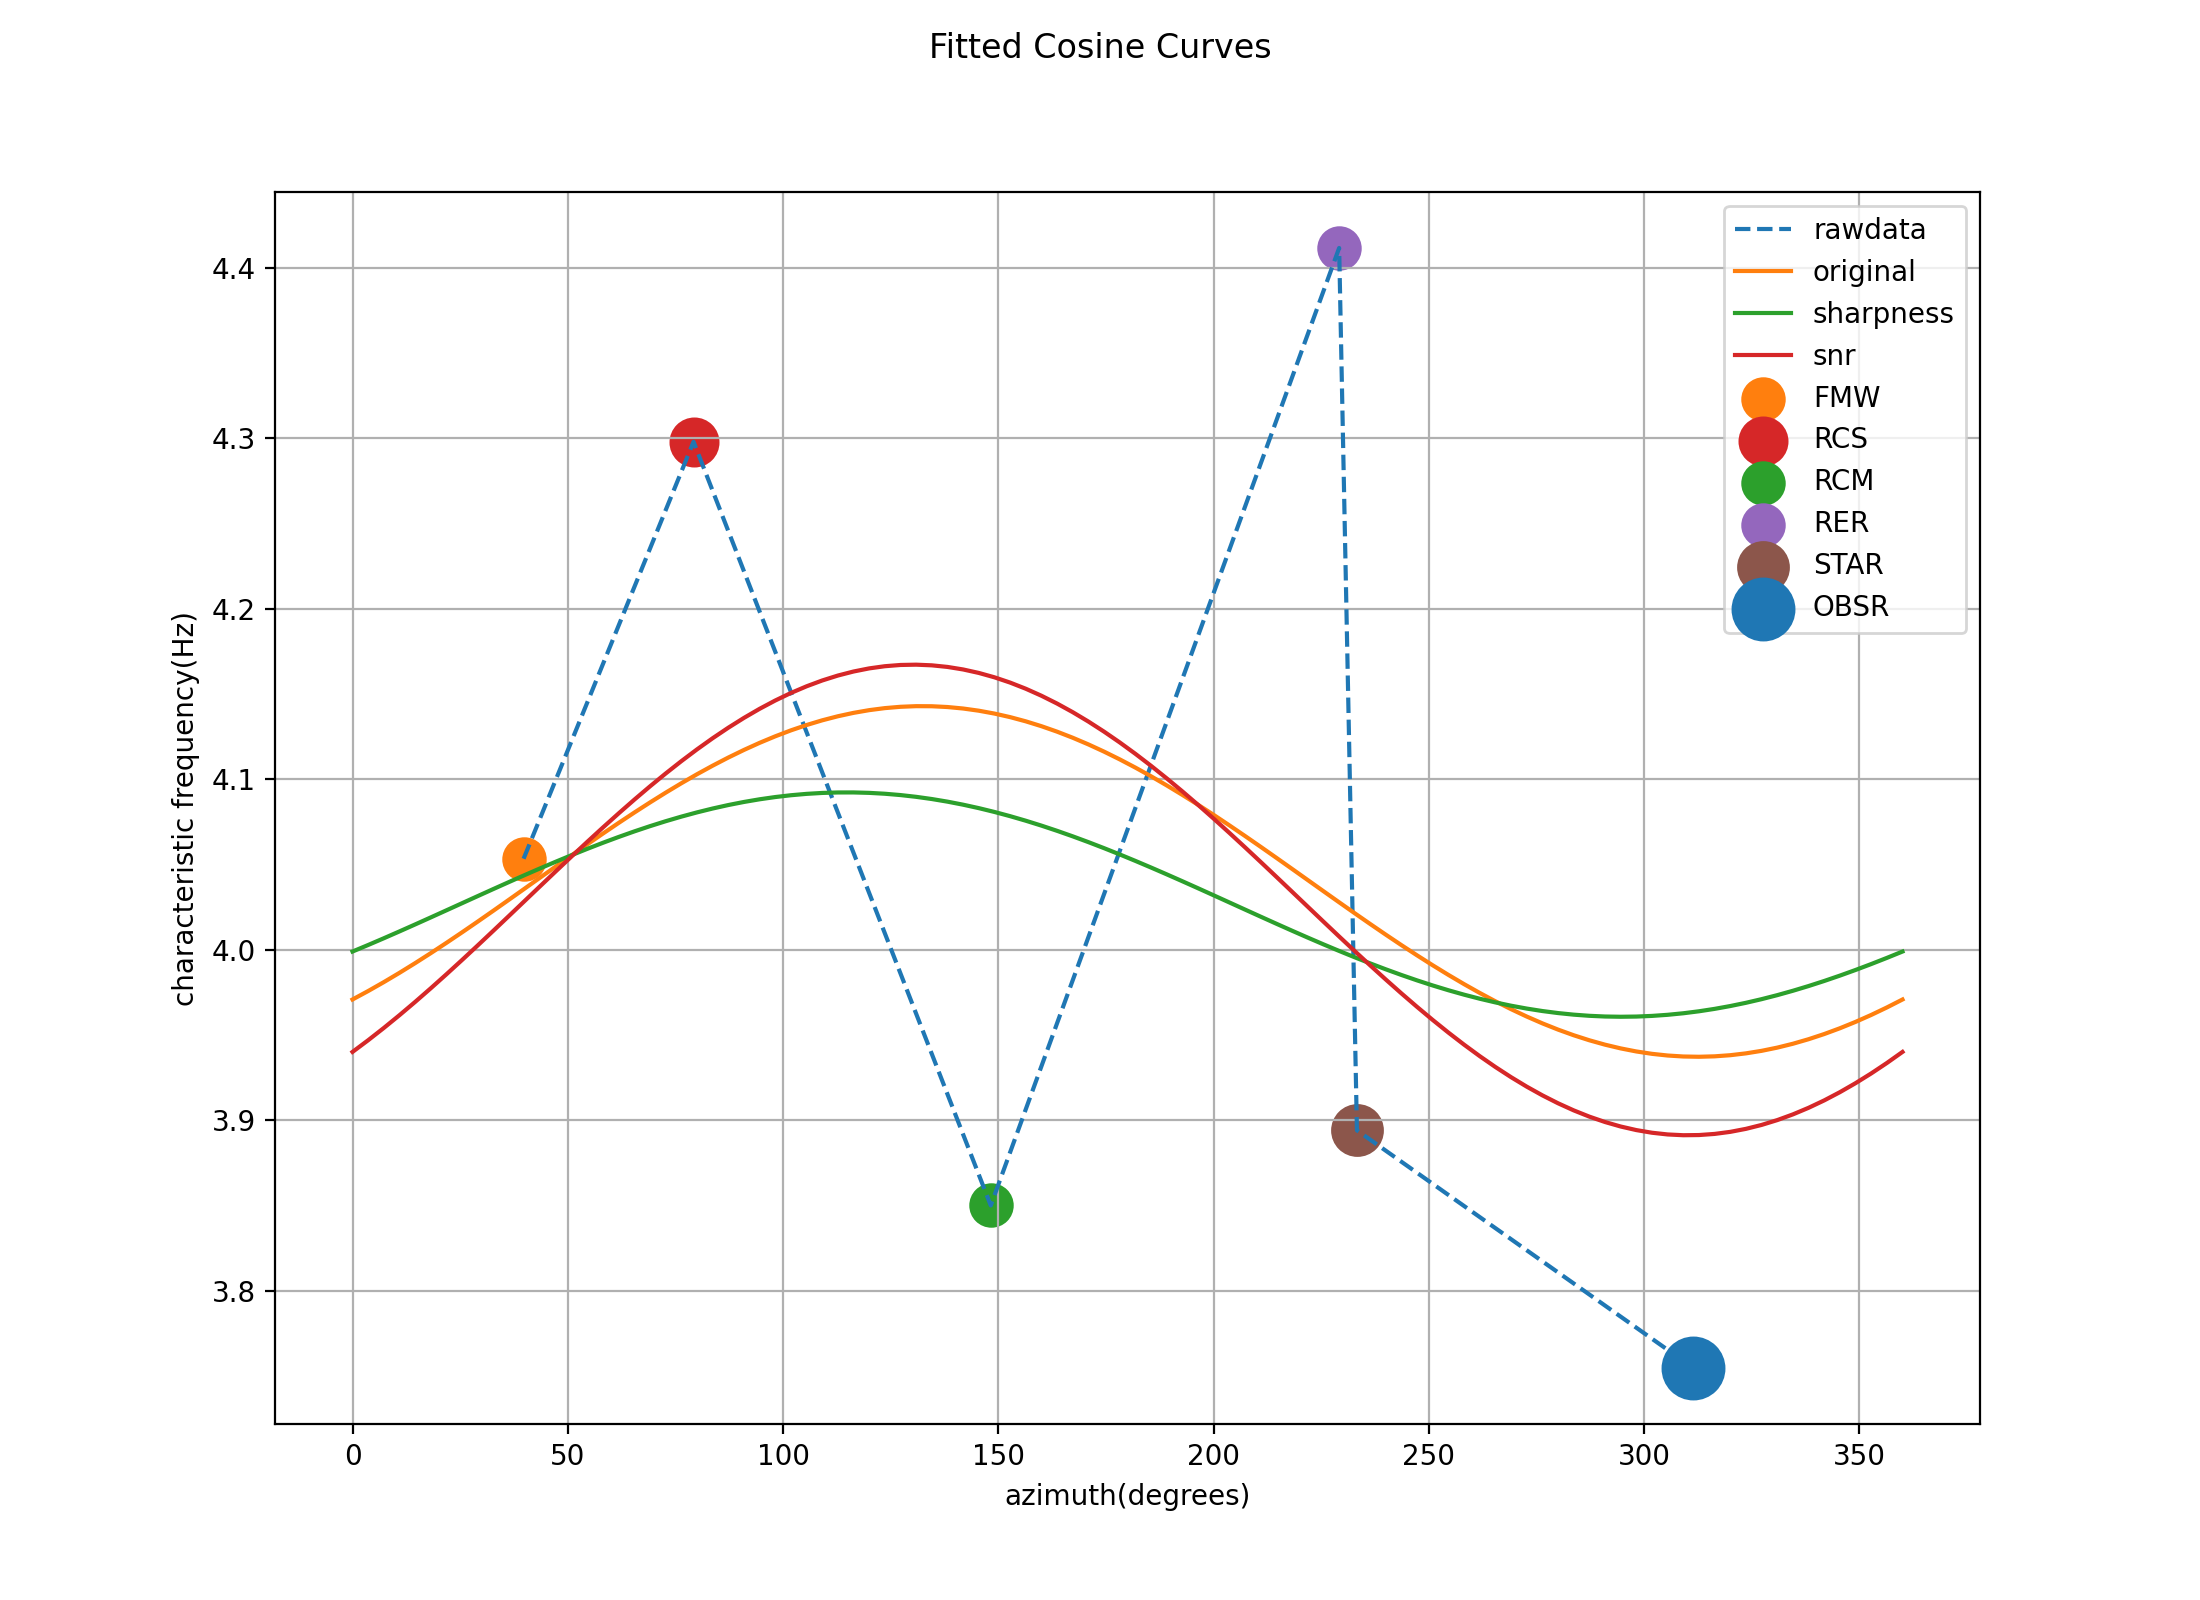 Fitted Cosine Curves
characteristic frequency(Hz)
4.4
4.3
4.2
4.1
4.0
3.9
3.8
rawdata
original
sharpness
snr
FMW
RCS
RCM
RER
STAR
OBSR
0 50 100 150 200 250 300 350
azimuth(degrees)